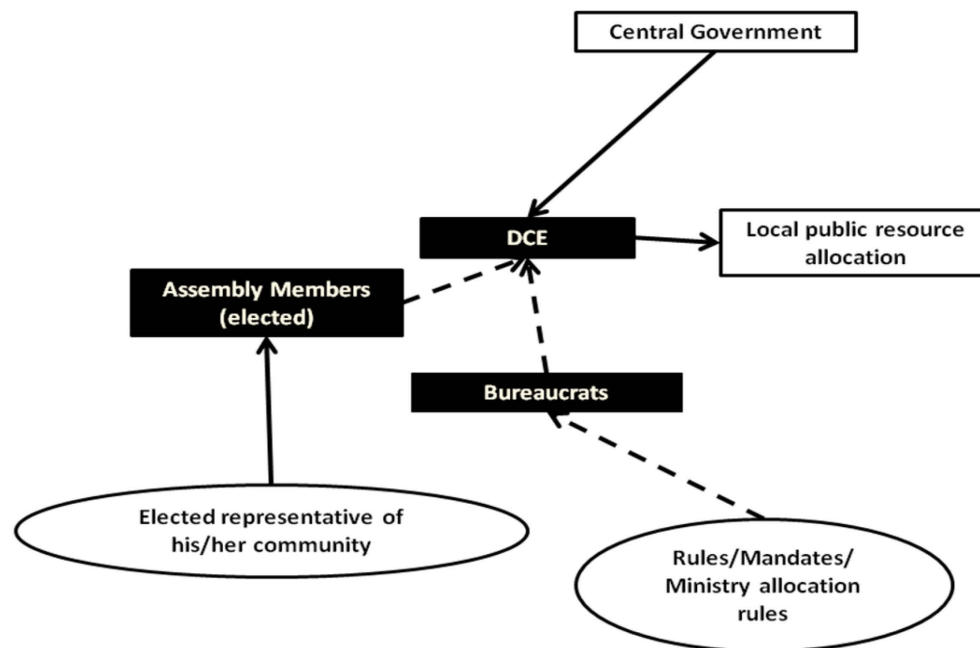 Central Government
DCE
Local public resource
allocation
Assembly Members
(elected)
Bureaucrats
Elected representative of
his/her community
Rules/Mandates/
Ministry allocation
rules